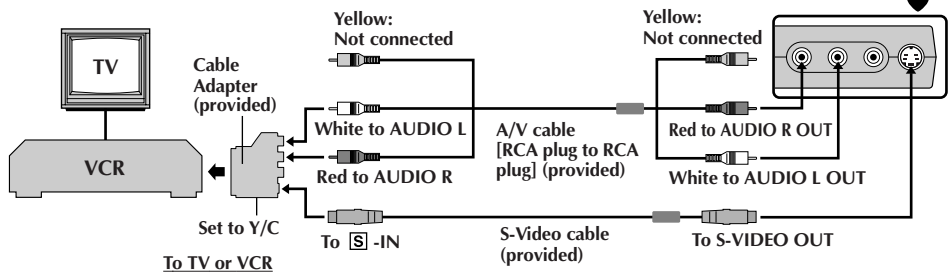 Yellow:
Not connected
Yellow:
Not connected
TV
Cable
Adapter
(provided)
White to AUDIO L
A/V cable
[RCA plug to RCA
plug] (provided)
Red to AUDIO R OUT
VCR
Red to AUDIO R
White to AUDIO L OUT
Set to Y/C
To S -IN
S-Video cable
(provided)
To S-VIDEO OUT
To TV or VCR